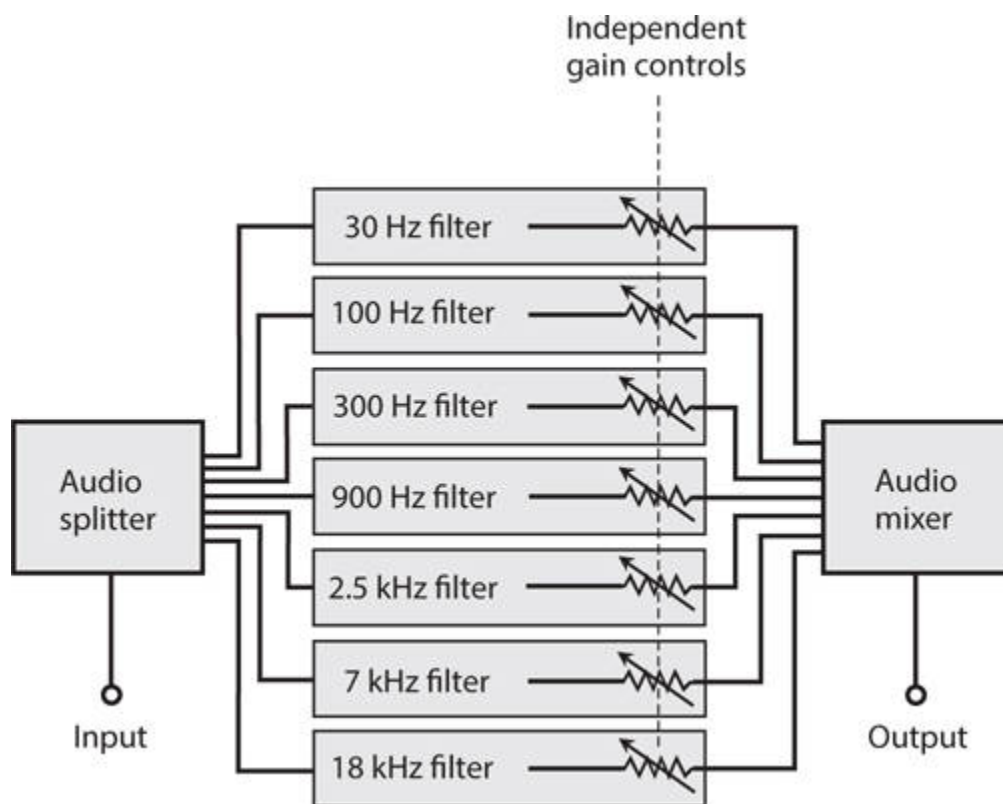 Independent
gain controls
30 Hz filter
100 Hz filter
300 Hz filter
Audio
splitter
900 Hz filter
Audio
mixer
2.5 kHz filter
7 kHz filter
Input
Output
18 kHz filter